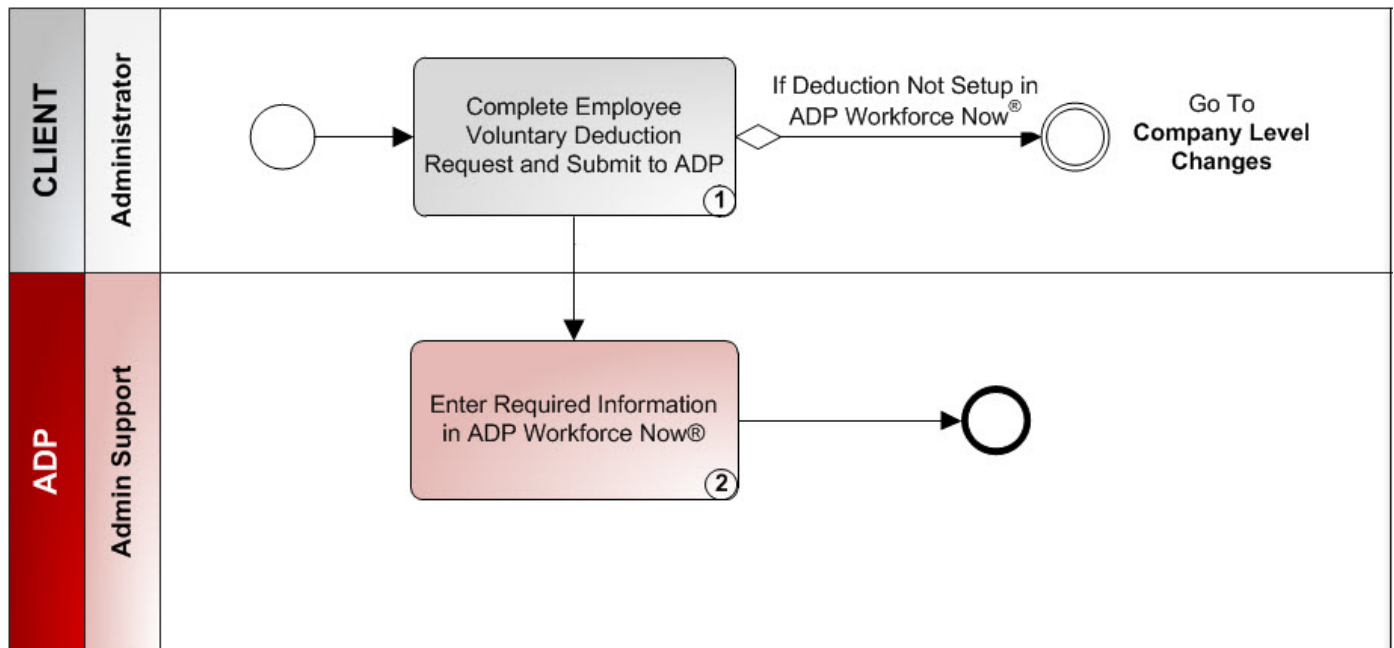 CLIENT
Administrator
Complete Employee
Voluntary Deduction
Request and Submit to ADP
1
If Deduction Not Setup in
ADP Workforce Now®
Go To
Company Level
Changes
ADP
Admin Support
Enter Required Information
in ADP Workforce Now®
2